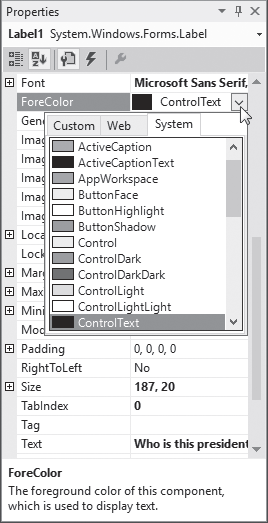 Properties
Label1 System.Windows.Forms.Label
Font Microsoft Sans Serif,
ForeColor ControlText
Gene
Custom Web System
Imag
ActiveCaption
Imag
ActiveCaptionText
Imag
AppWorkspace
Imag
ButtonFace
Imag
ButtonHighlight
Loca
ButtonShadow
Lock
Control
Marg
ControlDark
Max
ControlDarkDark
Mini
ControlLight
Mod
ControlLightLight
ControlText
Padding 0, 0, 0, 0
RightToLeft No
Size 187, 20
TabIndex 0
Tag
Text Who is this president
ForeColor
The foreground color of this component,
which is used to display text.